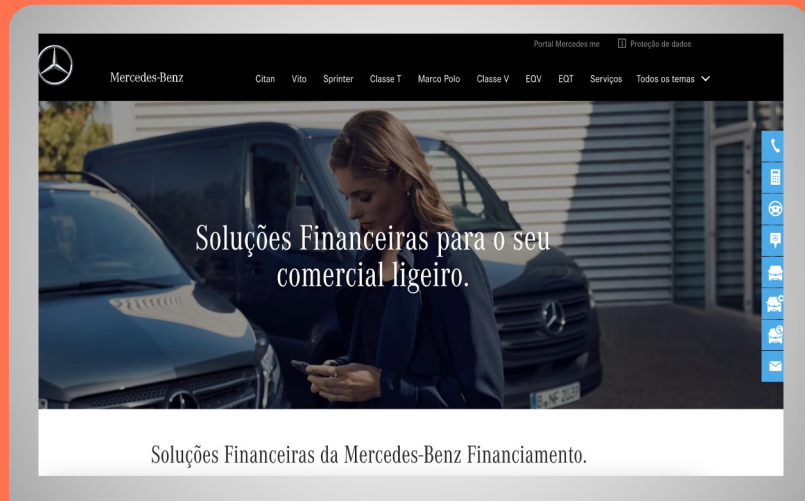 Portal Mercedes me Proteção de dados
Mercedes-Benz Citan Vito Sprinter Classe T Marco Polo Classe V EQV EQT Serviços Todos os temas
Soluções Financeiras para o seu
comercial ligeiro.
Soluções Financeiras da Mercedes-Benz Financiamento.